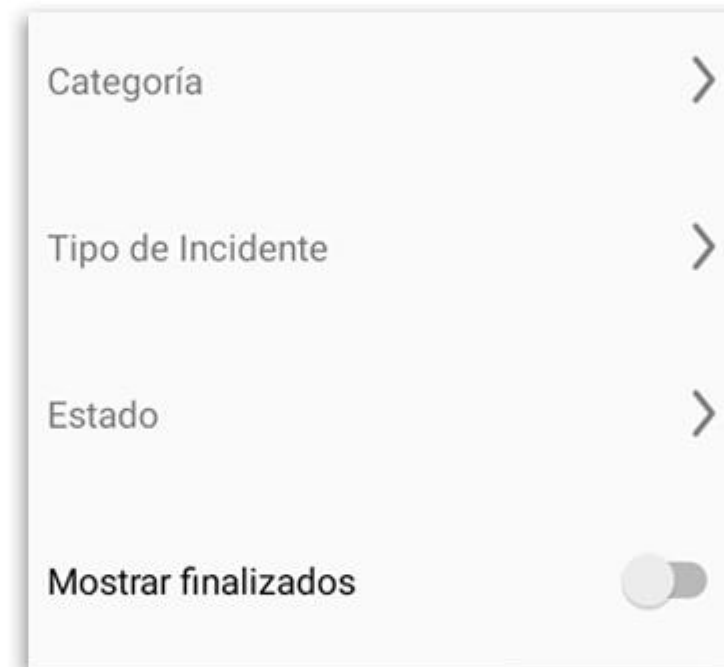 Categoría
Tipo de Incidente
Estado
Mostrar finalizados